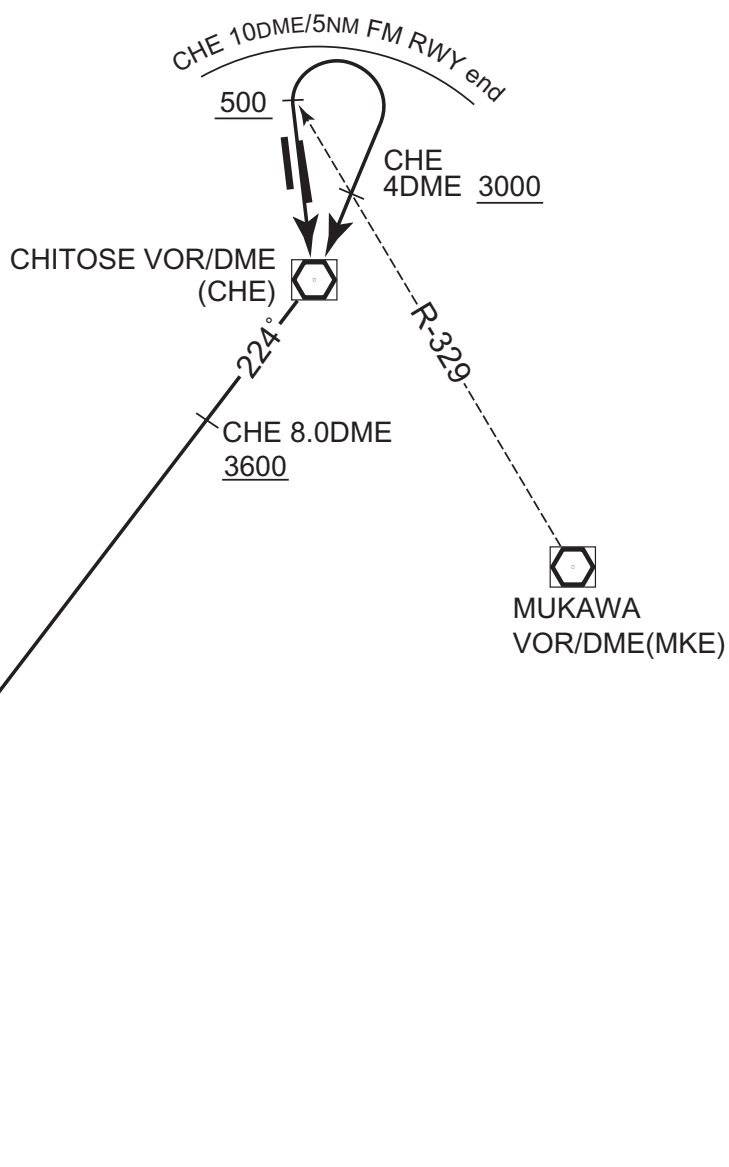 CHE 10DME/5NM FM RWY end
500
CHE
4DME 3000
CHITOSE VOR/DME
(CHE)
224°
R-329
CHE 8.0DME
3600
MUKAWA
VOR/DME(MKE)